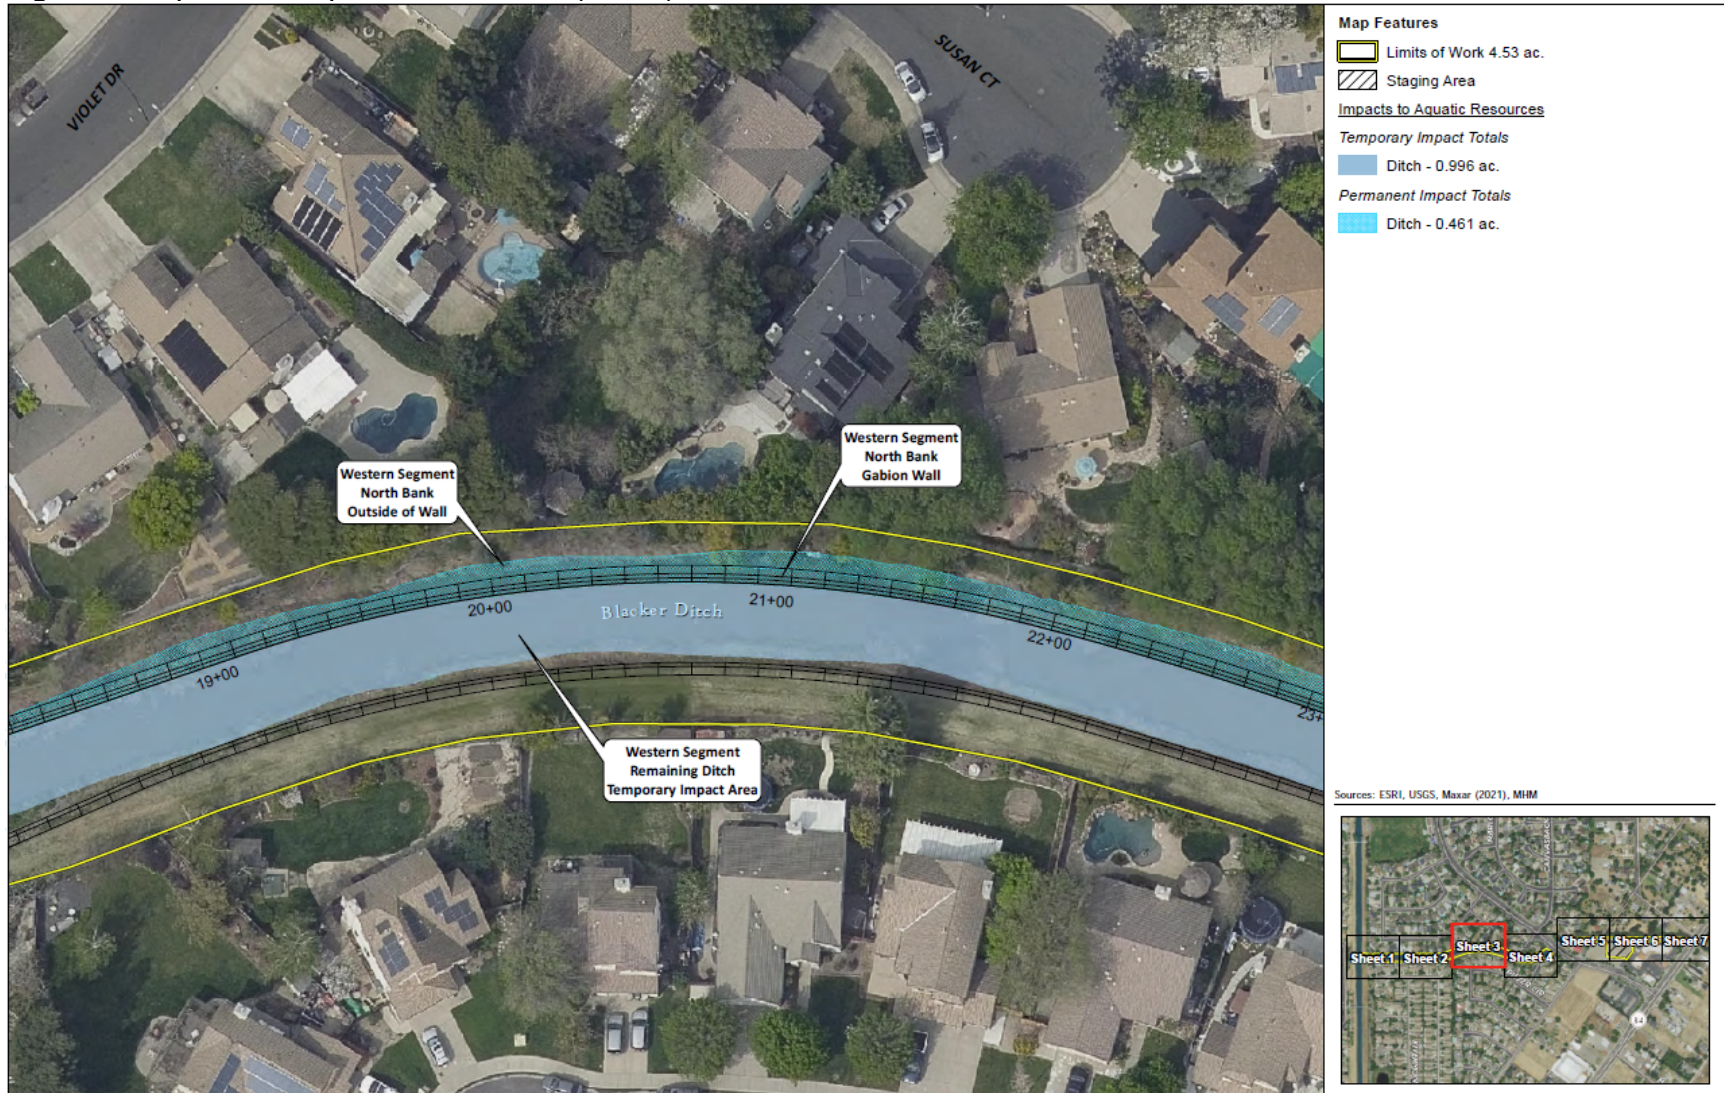 VIOLET DR
SUSAN CT
Western Segment
North Bank
Outside of Wall
Western Segment
North Bank
Gabion Wall
19+00
20+00
Blacker Ditch
21+00
22+00
23+
Western Segment
Remaining Ditch
Temporary Impact Area
Map Features
Limits of Work 4.53 ac.
Staging Area
Impacts to Aquatic Resources
Temporary Impact Totals
Ditch - 0.996 ac.
Permanent Impact Totals
Ditch - 0.461 ac.
Sources: ESRI, USGS, Maxar (2021), MHM
Sheet 1
Sheet 2
Sheet 3
Sheet 4
Sheet 5
Sheet 6
Sheet 7